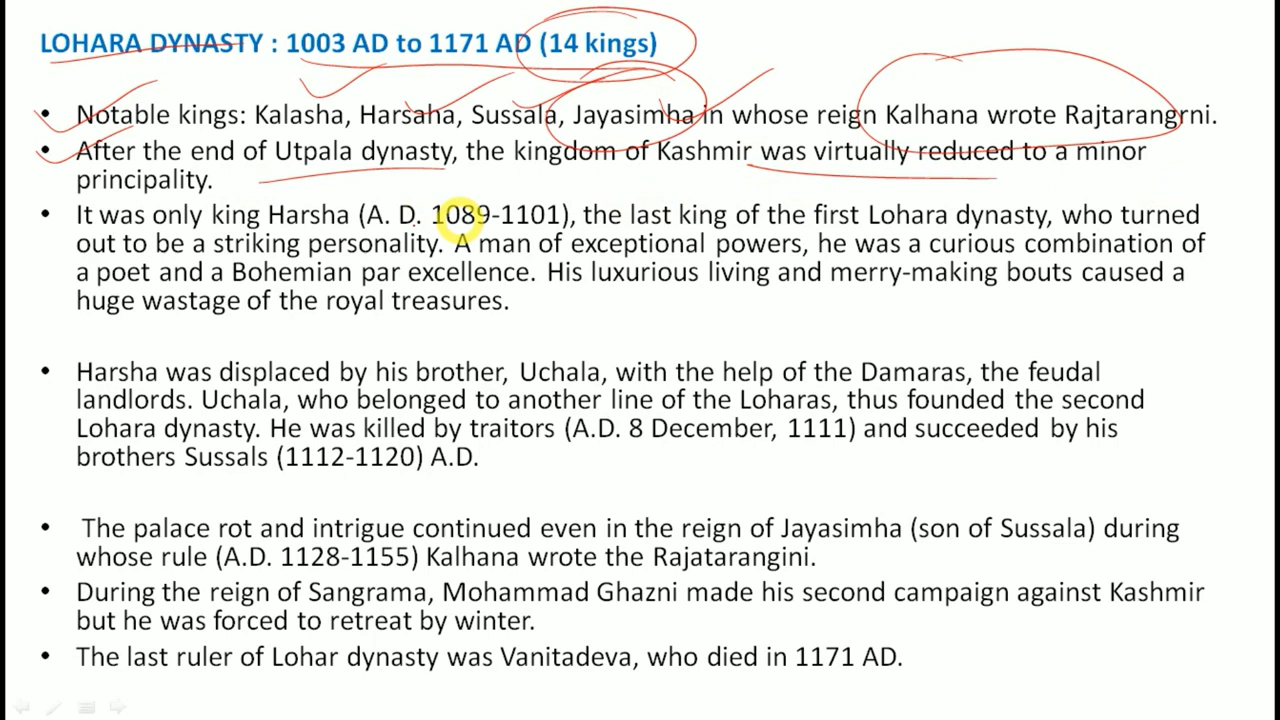 LOHARA DYNASTY : 1003 AD to 1171 AD (14 kings)
• Notable kings: Kalasha, Harsaha, Sussala, Jayasimha in whose reign Kalhana wrote Rajtarangrni.
• After the end of Utpala dynasty, the kingdom of Kashmir was virtually reduced to a minor
principality.
• It was only king Harsha (A. D. 1089-1101), the last king of the first Lohara dynasty, who turned
out to be a striking personality. A man of exceptional powers, he was a curious combination of
a poet and a Bohemian par excellence. His luxurious living and merry-making bouts caused a
huge wastage of the royal treasures.
• Harsha was displaced by his brother, Uchala, with the help of the Damaras, the feudal
landlords. Uchala, who belonged to another line of the Loharas, thus founded the second
Lohara dynasty. He was killed by traitors (A.D. 8 December, 1111) and succeeded by his
brothers Sussals (1112-1120) A.D.
• The palace rot and intrigue continued even in the reign of Jayasimha (son of Sussala) during
whose rule (A.D. 1128-1155) Kalhana wrote the Rajatarangini.
• During the reign of Sangrama, Mohammad Ghazni made his second campaign against Kashmir
but he was forced to retreat by winter.
• The last ruler of Lohar dynasty was Vanitadeva, who died in 1171 AD.